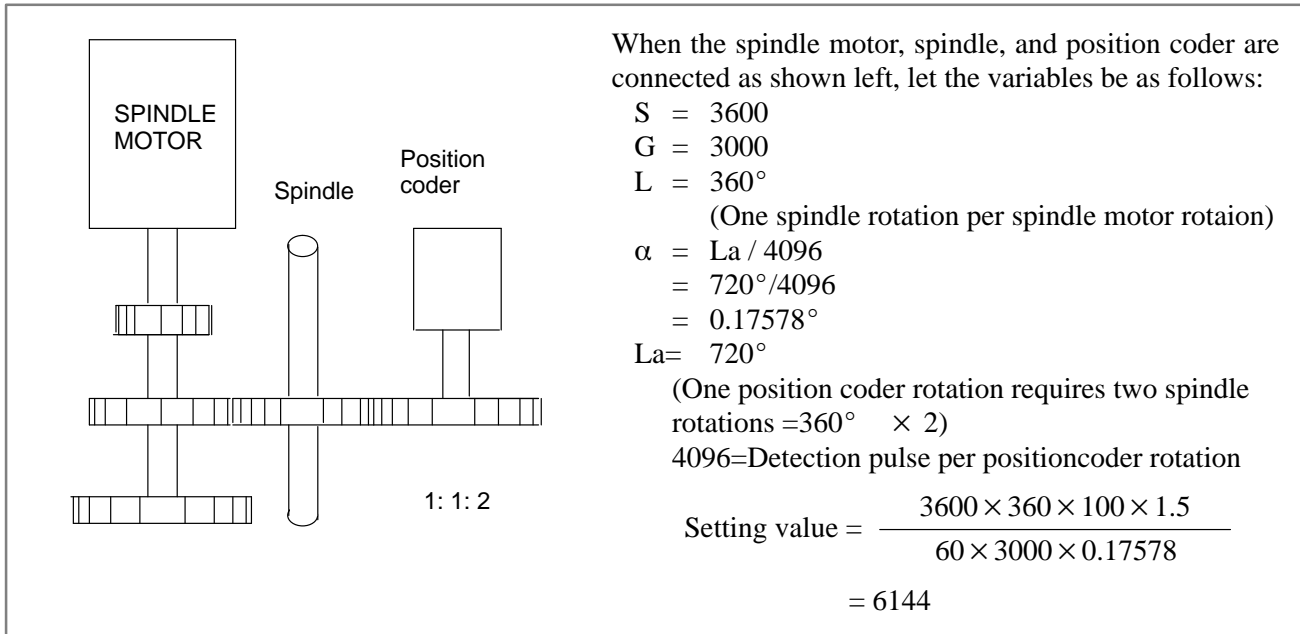 SPINDLE
MOTOR
Spindle
Position
coder
1: 1: 2
When the spindle motor, spindle, and position coder are
connected as shown left, let the variables be as follows:
S = 3600
G = 3000
L = 360°
(One spindle rotation per spindle motor rotaion)
α = La / 4096
= 720°/4096
= 0.17578°
La= 720°
(One position coder rotation requires two spindle
rotations =360° × 2)
4096=Detection pulse per positioncoder rotation
Setting value = 3600 × 360 × 100 × 1.5
60 × 3000 × 0.17578
= 6144